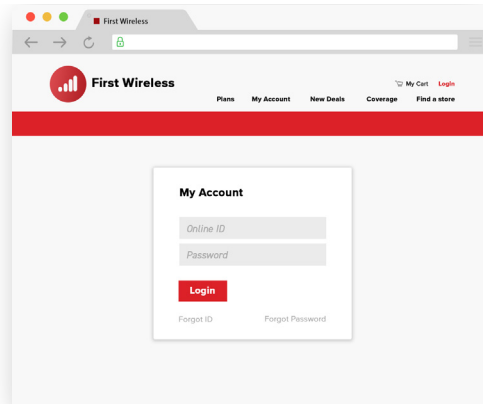 First Wireless
First Wireless
My Cart Login
Plans My Account New Deals Coverage Find a store
My Account
Online ID
Password
Login
Forgot ID Forgot Password